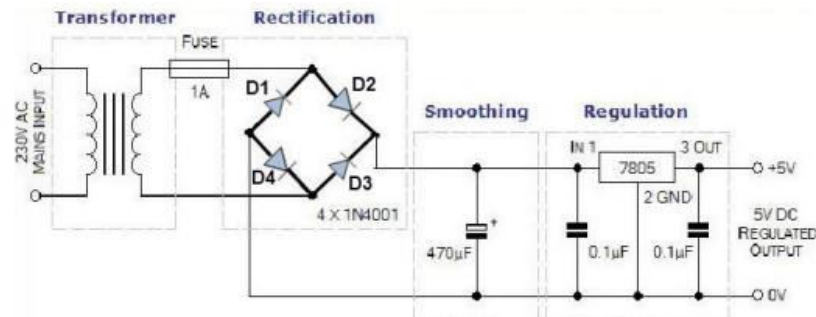 Transformer
Rectification
FUSE
1A
D1
D2
D4
D3
4 X 1N4001
230V AC
MAINS INPUT
Smoothing
Regulation
IN 1
7805
3 OUT
2 GND
+5V
+
470µF
0.1µF
0.1µF
5V DC
REGULATED
OUTPUT
0V